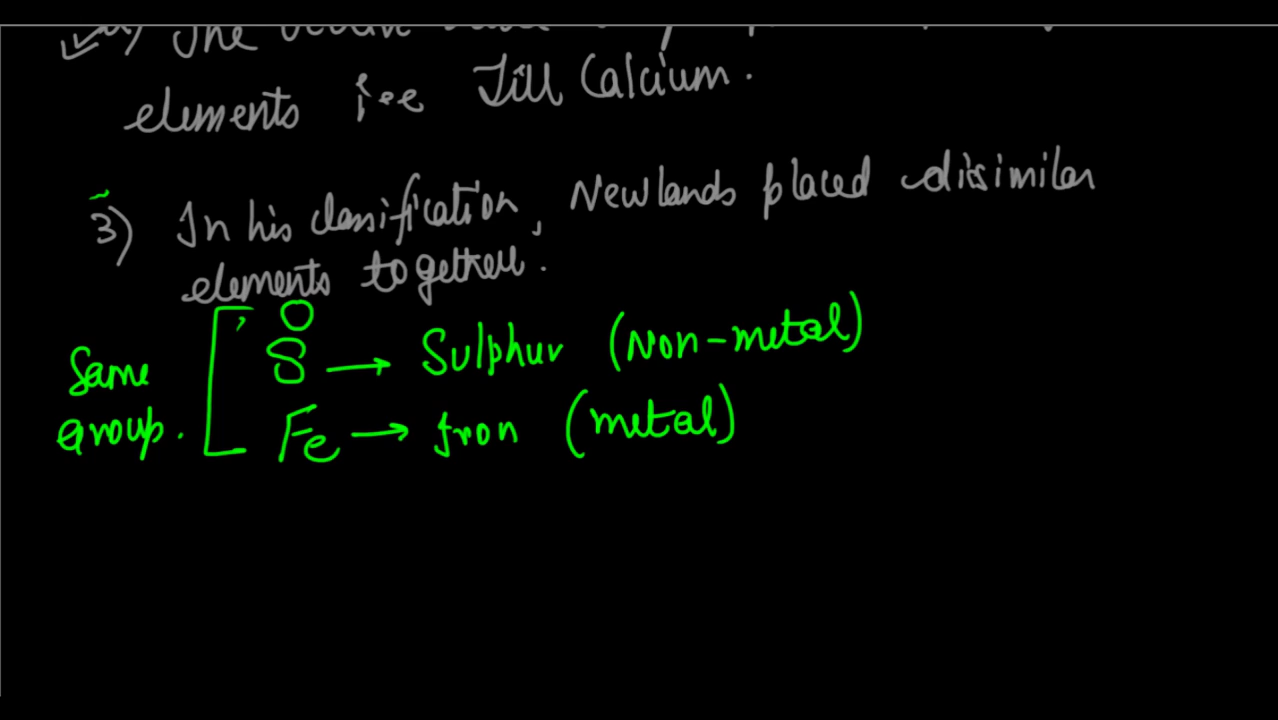 The
elements i.e Till Calcium.
3) In his classification, Newlands placed dissimilar
elements together.
O
Same S → Sulphur (Non-metal)
group. Fe → Iron (metal)